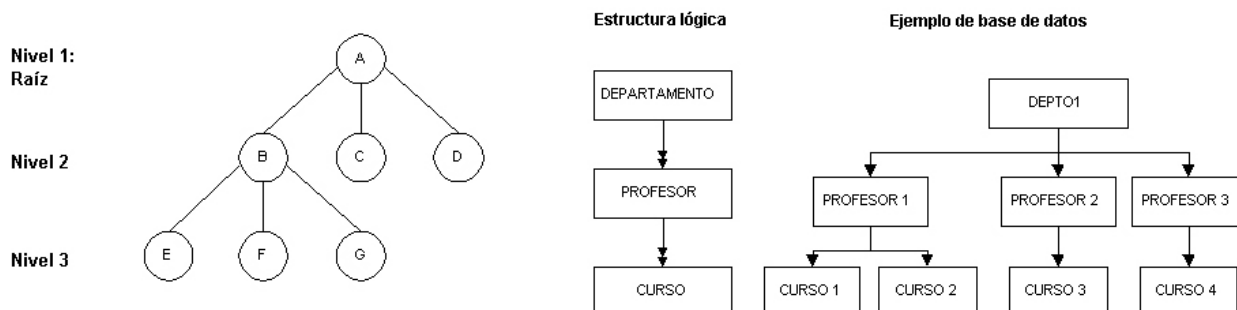 Nivel 1:
Raíz
A
Nivel 2
B
C
D
Nivel 3
E
F
G
Estructura lógica
DEPARTAMENTO
PROFESOR
CURSO
Ejemplo de base de datos
DEPTO1
PROFESOR 1
PROFESOR 2
PROFESOR 3
CURSO 1
CURSO 2
CURSO 3
CURSO 4